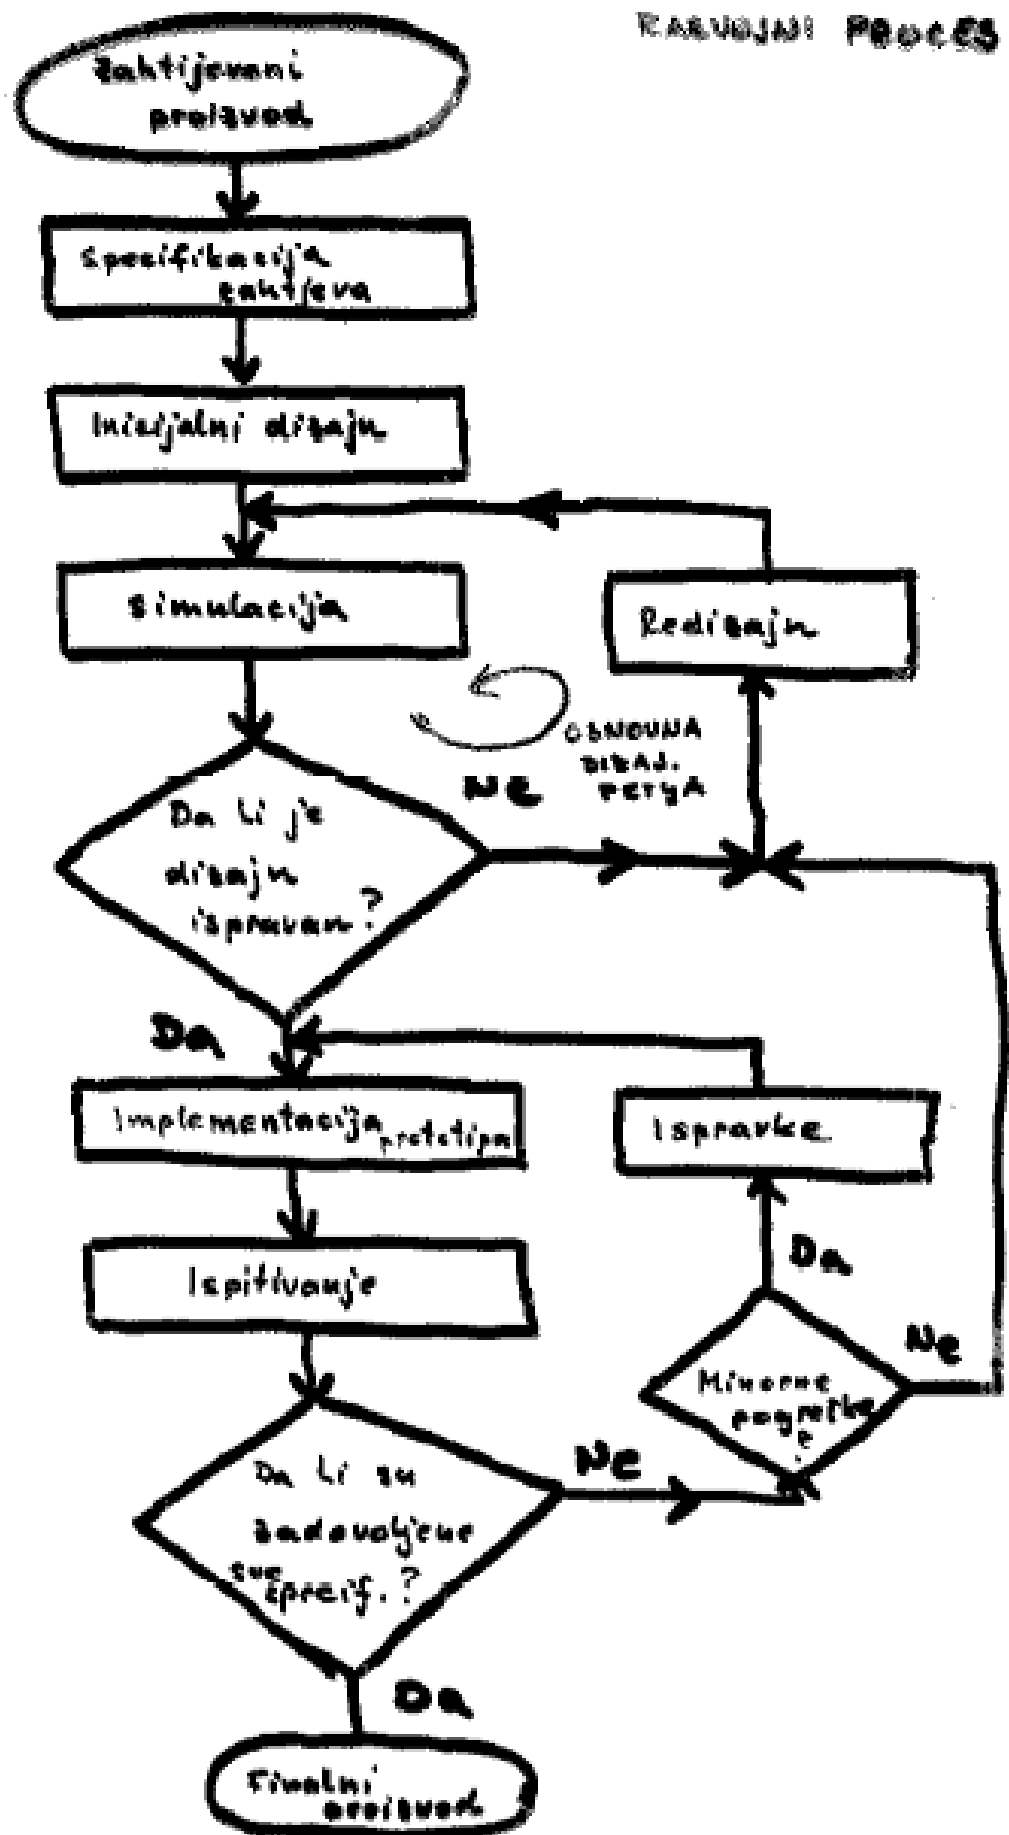 RAZVOJNI PROCES
Zahtijevani
proizvod
Specifikacija
zahtjeva
Inicijalni dizajn
Simulacija
Redizajn
OSNOVNA
DIZAJ.
PETLJA
Ne
Da li je
dizajn
ispravan?
Da
Implementacija prototipa
Ispravke
Ispitivanje
Da
Ne
Minorne
pogreške
?
Ne
Da li su
zadovoljene
sve specif.?
Da
Finalni
proizvod